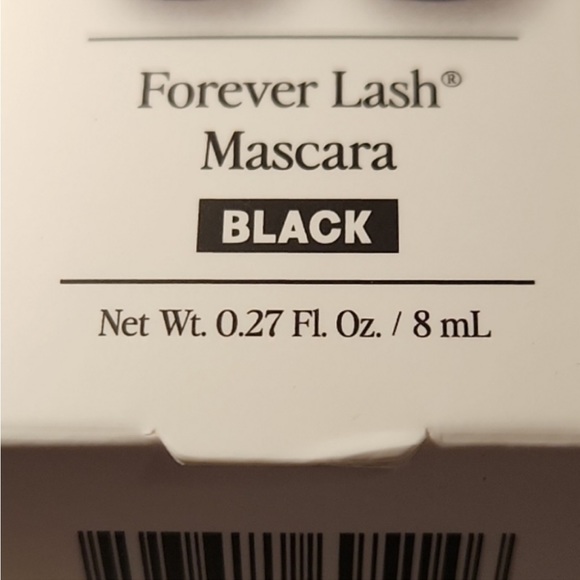 Forever Lash®
Mascara
BLACK
Net Wt. 0.27 Fl. Oz. / 8 mL